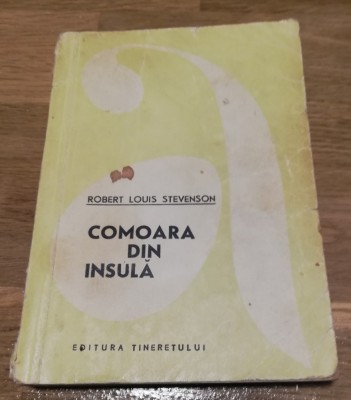 ROBERT LOUIS STEVENSON
COMOARA
DIN
INSULĂ
EDITURA TINERETULUI